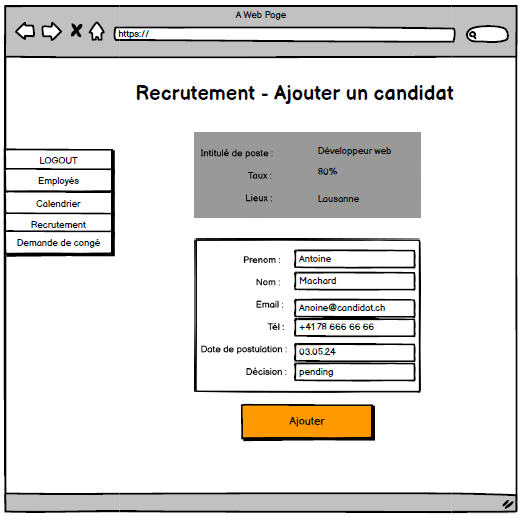 A Web Page
https://
Recrutement - Ajouter un candidat
LOGOUT
Employés
Calendrier
Recrutement
Demande de congé
Intitulé de poste : Développeur web
Taux : 80%
Lieux : Lausanne
Prenom : Antoine
Nom : Machard
Email : Anoine@candidat.ch
Tél : +41 78 666 66 66
Date de postulation : 03.05.24
Décision : pending
Ajouter